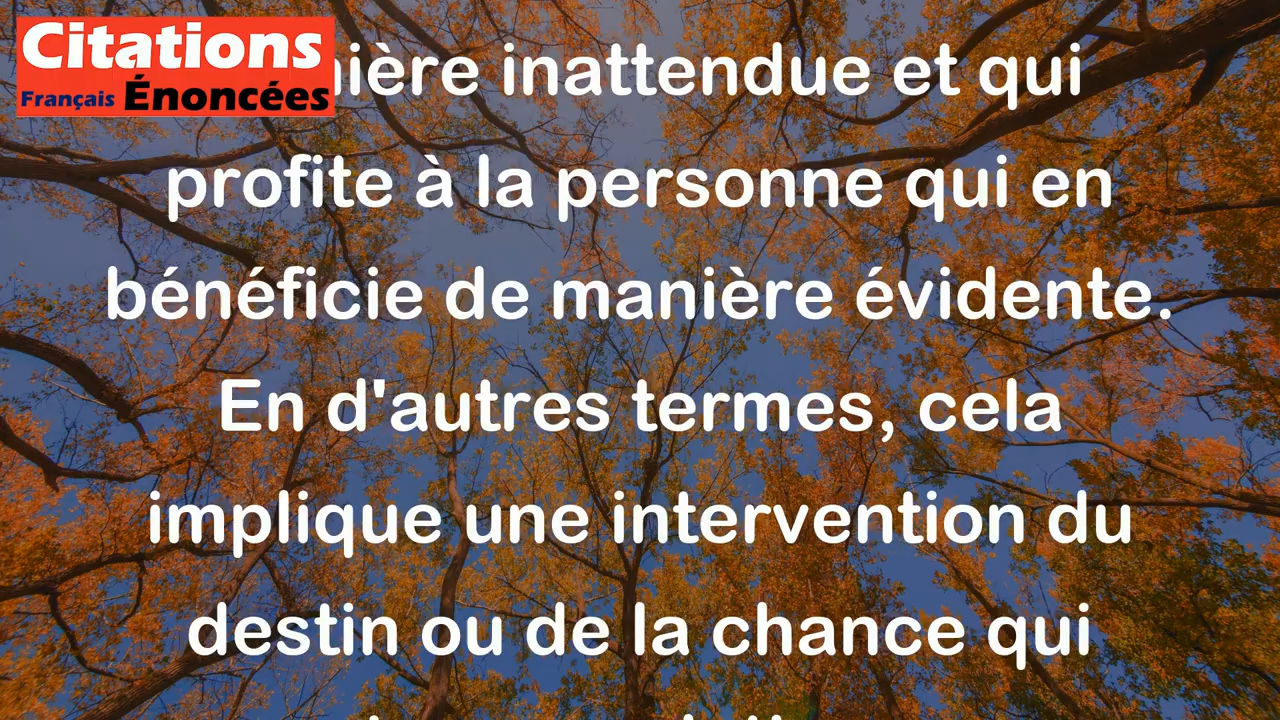 Citations
Français Énoncées
inattendue et qui
profite à la personne qui en
bénéficie de manière évidente.
En d'autres termes, cela
implique une intervention du
destin ou de la chance qui